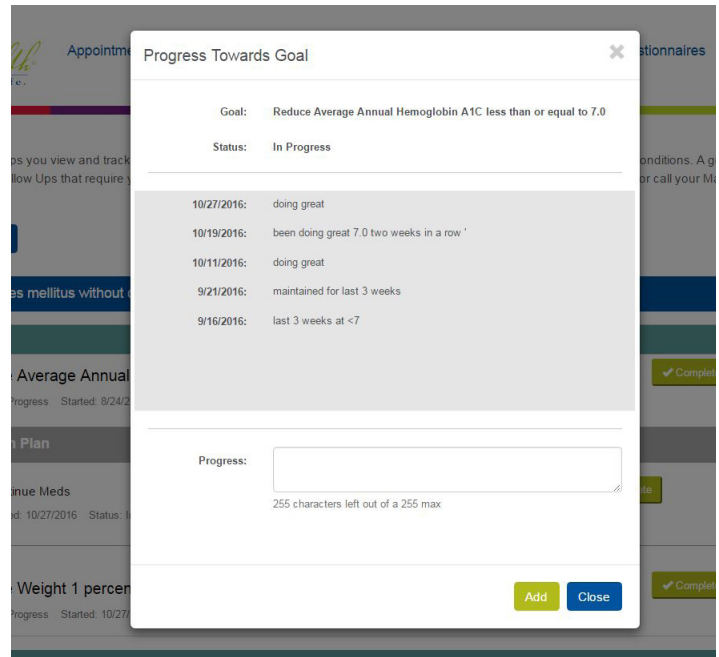 Appointme
stionnaires
Progress Towards Goal
Goal: Reduce Average Annual Hemoglobin A1C less than or equal to 7.0
Status: In Progress
ps you view and track
onditions. A g
llow Ups that require y
or call your Ma
10/27/2016: doing great
10/19/2016: been doing great 7.0 two weeks in a row '
10/11/2016: doing great
9/21/2016: maintained for last 3 weeks
9/16/2016: last 3 weeks at <7
es mellitus without c
Average Annual
Complet
Progress Started: 8/24/2
n Plan
Progress:
255 characters left out of a 255 max
tinue Meds
ete
ed: 10/27/2016 Status: I
Weight 1 percen
Complet
Progress Started: 10/27/
Add Close